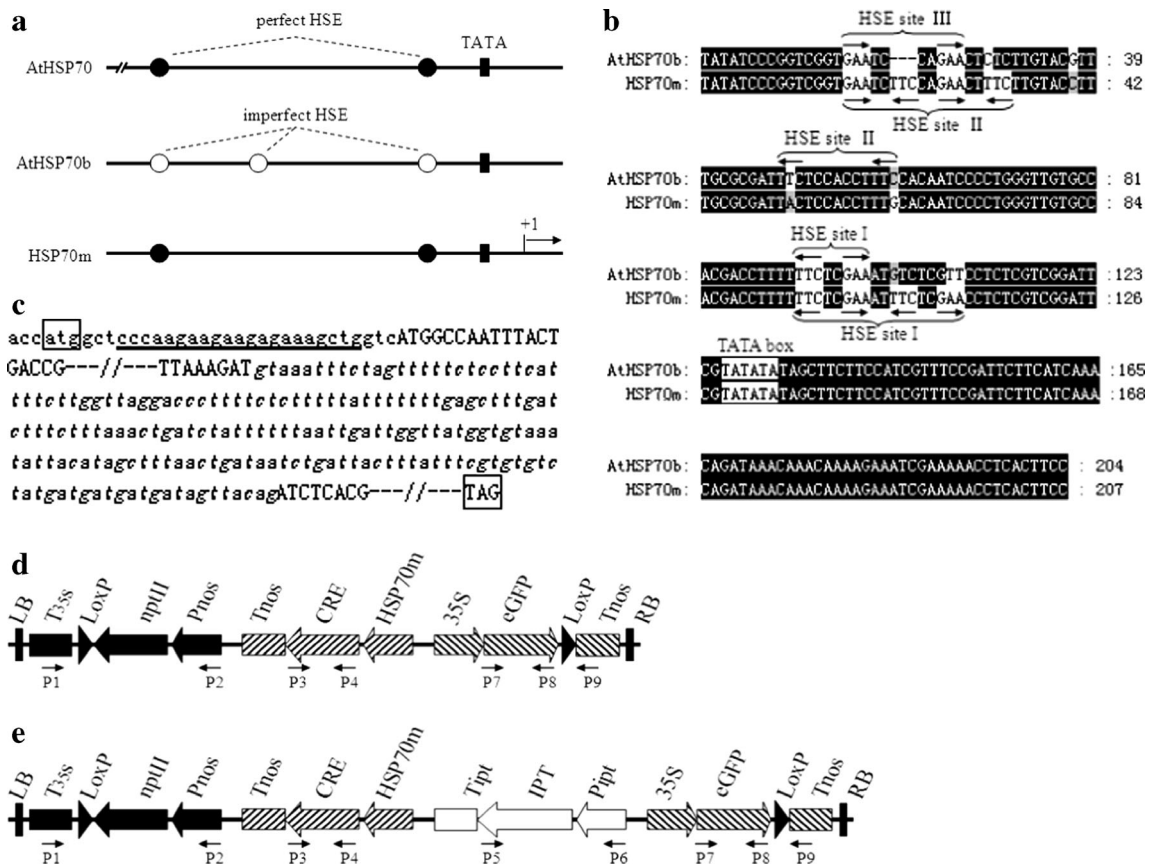 a
perfect HSE
TATA
AtHSP70
imperfect HSE
AtHSP70b
+1
HSP70m
b
HSE site III
AtHSP70b: TATATCCCGGTCGGTGAATC---CAGAACTCTCTTGTACGTT : 39
HSP70m: TATATCCCGGTCGGTGAATCTTCCAGAACTTTCTTGTACCTT : 42
HSE site II
HSE site II
AtHSP70b: TGCGCGATTTCTCCACCTTTCCACAATCCCCTGGGTTGTGCC : 81
HSP70m: TGCGCGATTACTCCACCTTTGCACAATCCCCTGGGTTGTGCC : 84
HSE site I
AtHSP70b: ACGACCTTTTTTCTCGAAATGTCTCGTTCCTCTCGTCGGATT :123
HSP70m: ACGACCTTTTTTCTCGAAATTTCTCGAACCTCTCGTCGGATT :126
HSE site I
TATA box
AtHSP70b: CGTATATATAGCTTCTTCCATCGTTTCCGATTCTTCATCAAA :165
HSP70m: CGTATATATAGCTTCTTCCATCGTTTCCGATTCTTCATCAAA :168
AtHSP70b: CAGATAAACAAACAAAAGAAATCGAAAAACCTCACTTCC : 204
HSP70m: CAGATAAACAAACAAAAGAAATCGAAAAACCTCACTTCC : 207
c
accatggctcccaagaagaagagaaagctggtcATGGCCAATTTACT
GACCG---//---TTAAAGATgtaaatttctagtttttctccttcat
tttcttggttaggaccctttttctctttttattttttttgagctttgat
ctttctttaaactgatctattttttaattgattggttatggtgtaaa
tattacatagctttaactgataatctgattactttatttcgtgtgtc
tatgatgatgatgatagttacagATCTCACG---//---TAG
d
LB T35s LoxP nptII Pnos Tnos CRE HSP70m 35S eGFP LoxP Tnos RB
P1 P2 P3 P4 P7 P8 P9
e
LB T35s LoxP nptII Pnos Tnos CRE HSP70m Tipt IPT Pipt 35S eGFP LoxP Tnos RB
P1 P2 P3 P4 P5 P6 P7 P8 P9